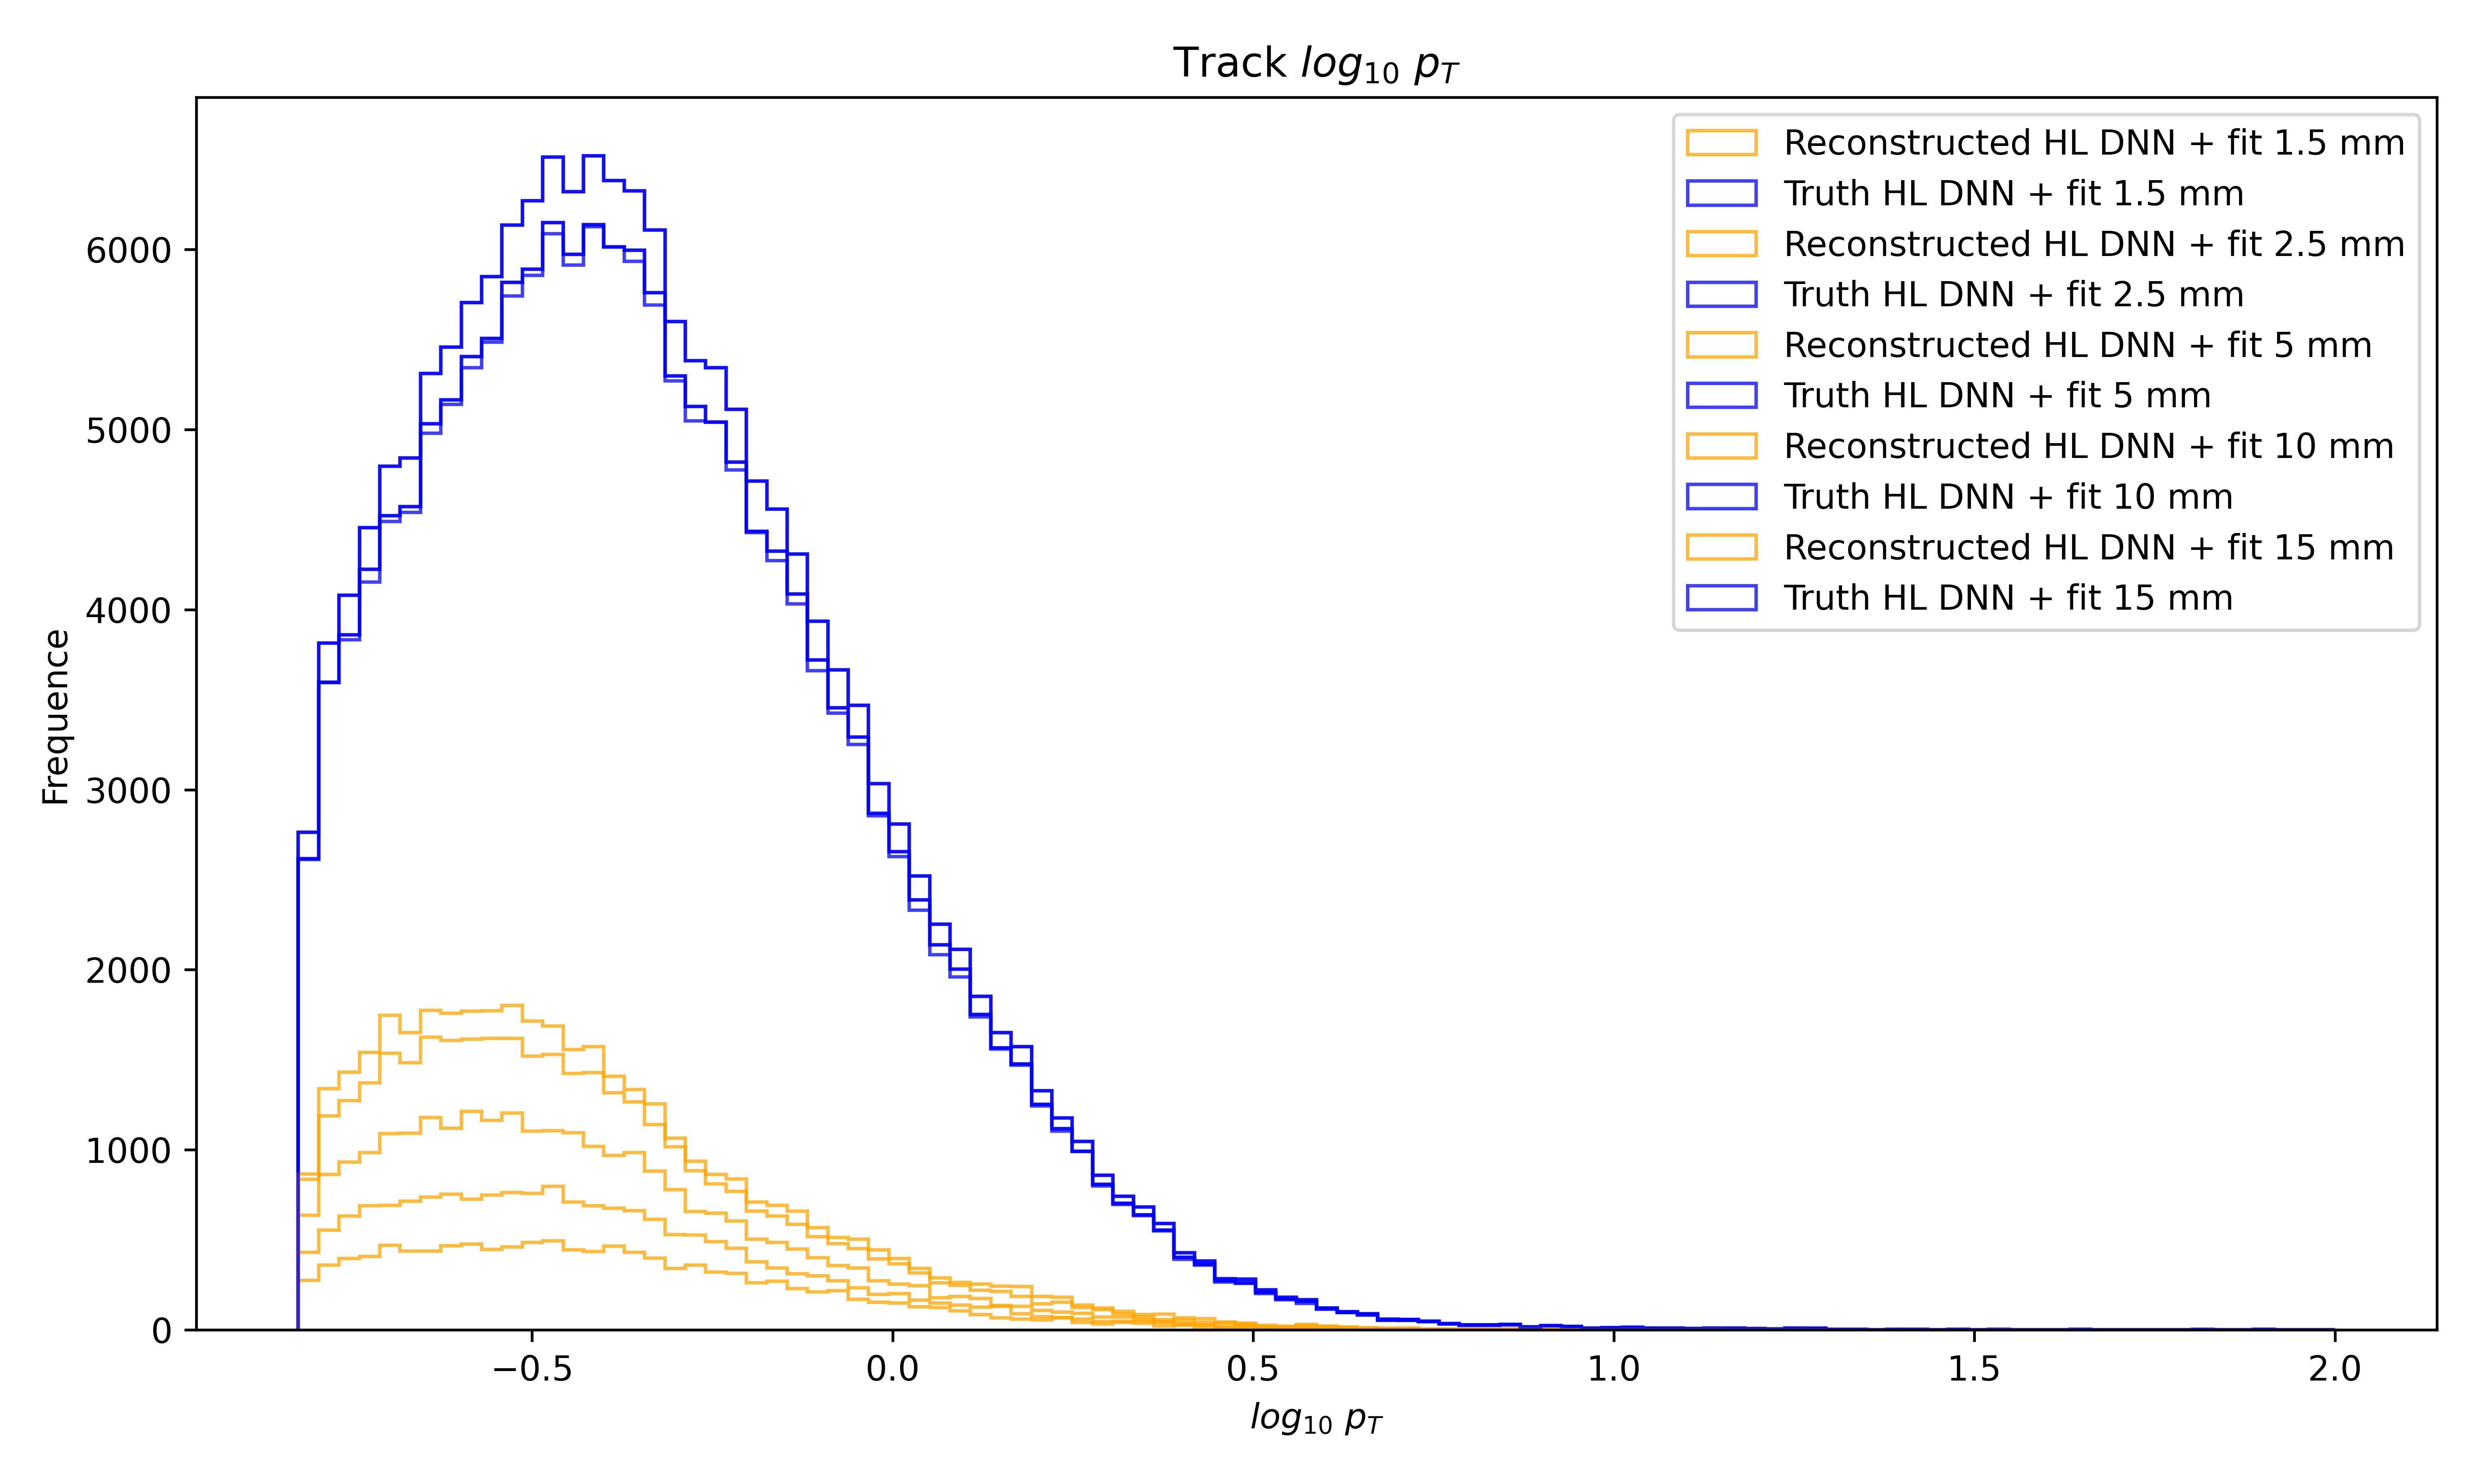 Track log10 pT
Reconstructed HL DNN + fit 1.5 mm
Truth HL DNN + fit 1.5 mm
Reconstructed HL DNN + fit 2.5 mm
Truth HL DNN + fit 2.5 mm
Reconstructed HL DNN + fit 5 mm
Truth HL DNN + fit 5 mm
Reconstructed HL DNN + fit 10 mm
Truth HL DNN + fit 10 mm
Reconstructed HL DNN + fit 15 mm
Truth HL DNN + fit 15 mm
Frequence
6000
5000
4000
3000
2000
1000
0
−0.5 0.0 0.5 1.0 1.5 2.0
log10 pT